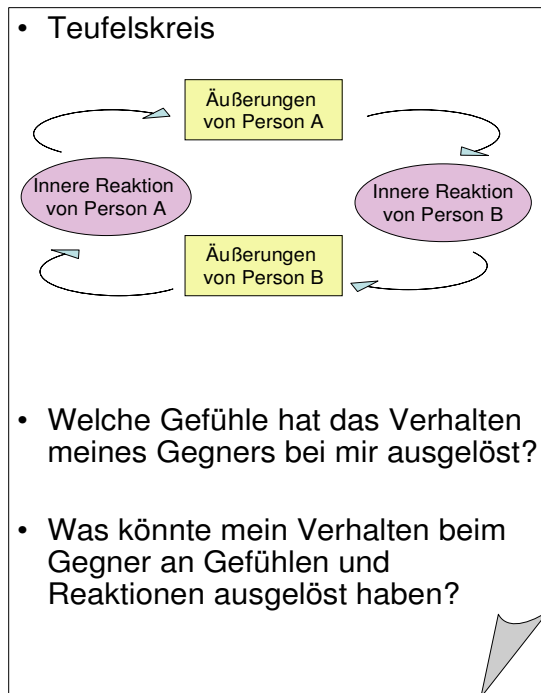 • Teufelskreis
Äußerungen
von Person A
Innere Reaktion
von Person A
Innere Reaktion
von Person B
Äußerungen
von Person B
• Welche Gefühle hat das Verhalten
meines Gegners bei mir ausgelöst?
• Was könnte mein Verhalten beim
Gegner an Gefühlen und
Reaktionen ausgelöst haben?